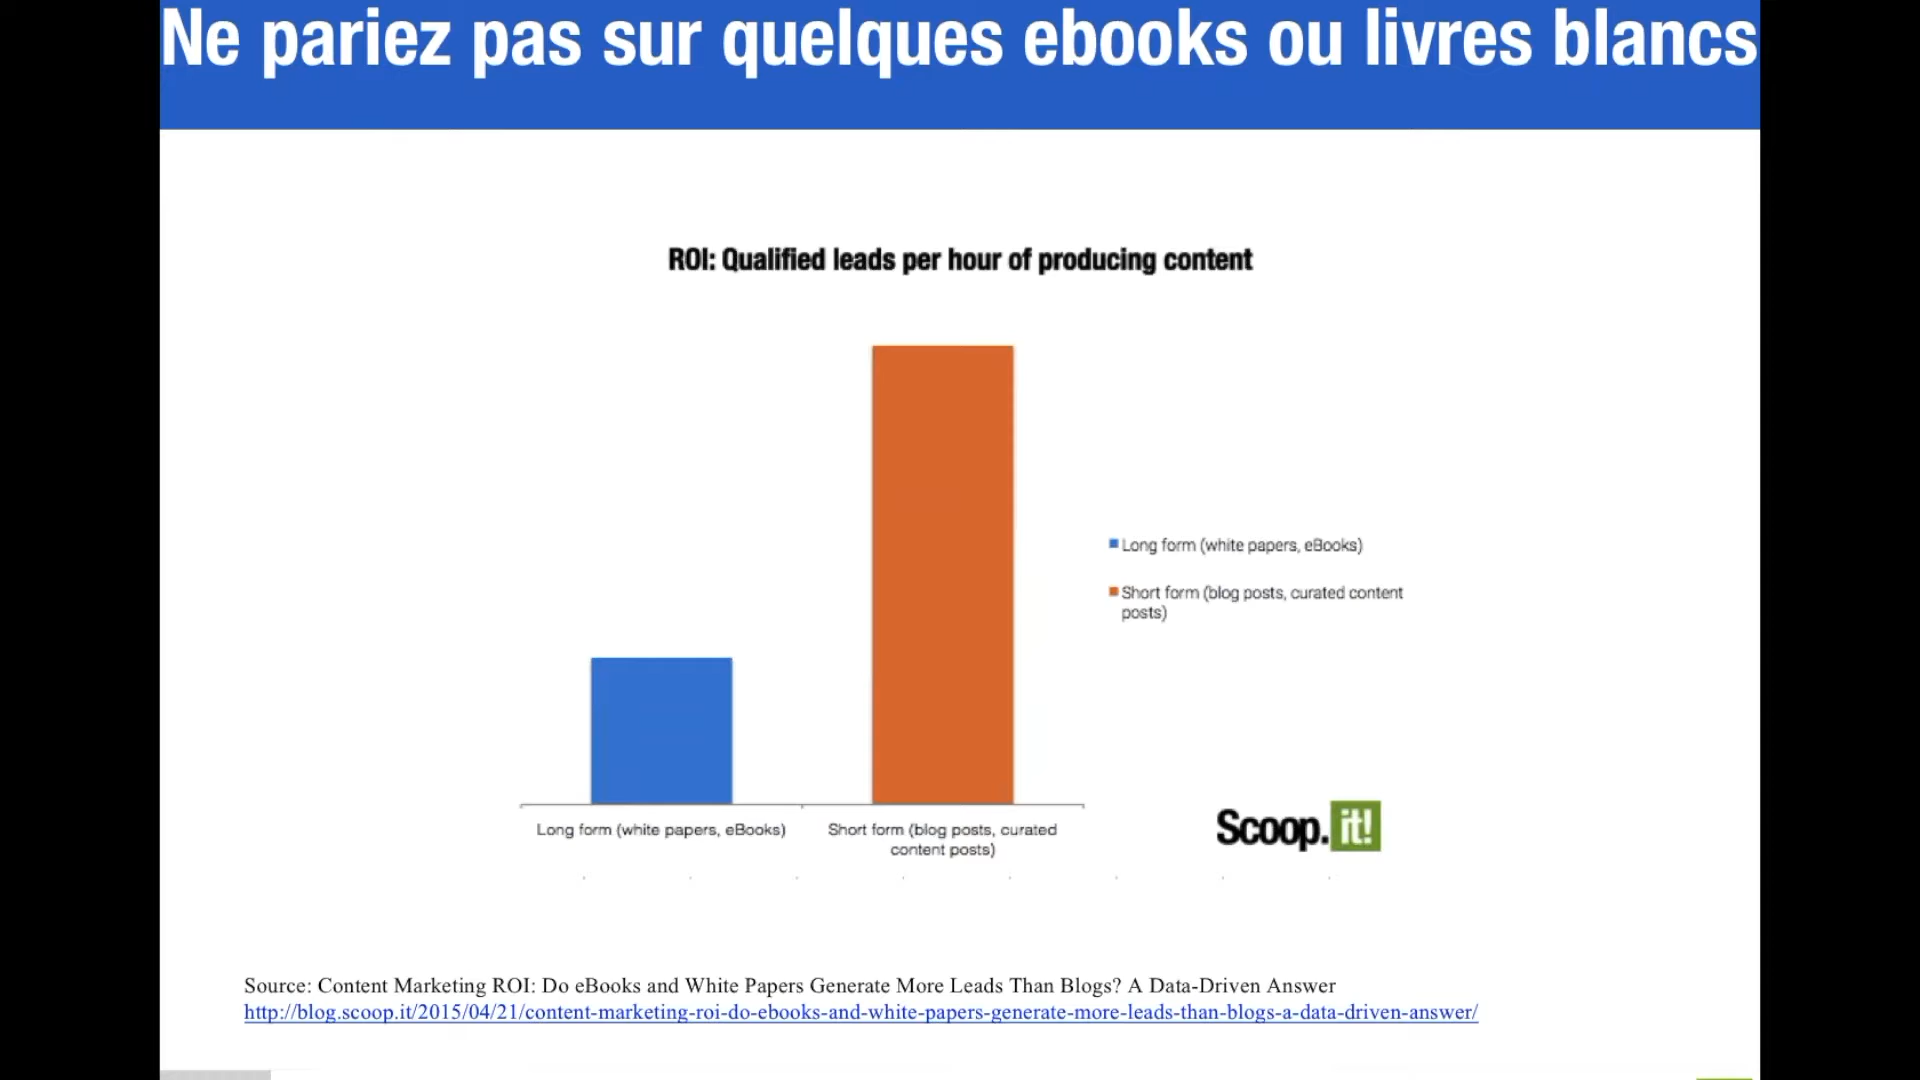 Ne pariez pas sur quelques ebooks ou livres blancs
ROI: Qualified leads per hour of producing content
Long form (white papers, eBooks)
Short form (blog posts, curated content
posts)
Long form (white papers, eBooks)
Short form (blog posts, curated
content posts)
Scoop.it!
Source: Content Marketing ROI: Do eBooks and White Papers Generate More Leads Than Blogs? A Data-Driven Answer
http://blog.scoop.it/2015/04/21/content-marketing-roi-do-ebooks-and-white-papers-generate-more-leads-than-blogs-a-data-driven-answer/